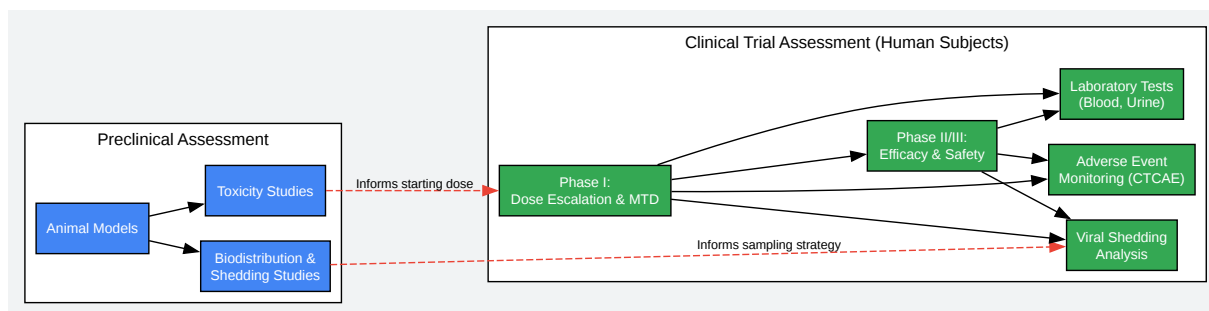 Preclinical Assessment
Animal Models
Toxicity Studies
Biodistribution &
Shedding Studies
Informs starting dose
Informs sampling strategy
Clinical Trial Assessment (Human Subjects)
Phase I:
Dose Escalation & MTD
Phase II/III:
Efficacy & Safety
Laboratory Tests
(Blood, Urine)
Adverse Event
Monitoring (CTCAE)
Viral Shedding
Analysis